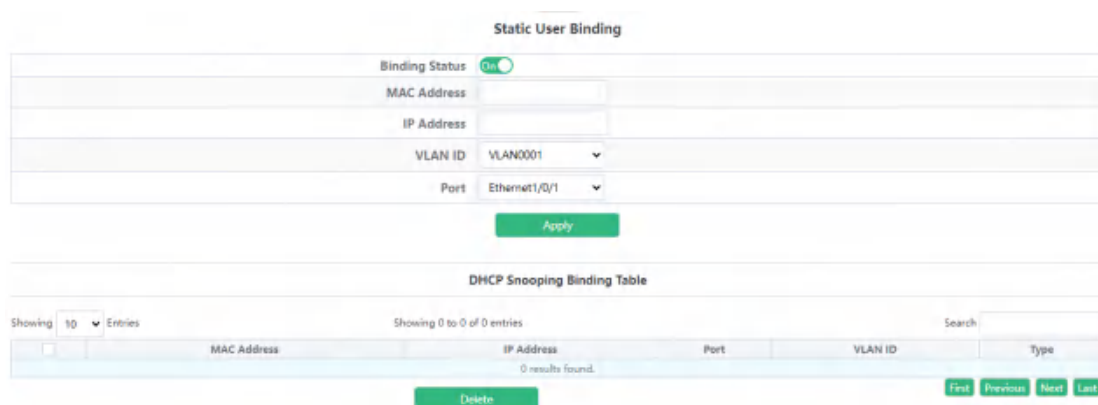 Static User Binding
Binding Status On
MAC Address
IP Address
VLAN ID VLAN0001
Port Ethernet1/0/1
Apply
DHCP Snooping Binding Table
Showing 10 Entries Showing 0 to 0 of 0 entries Search
MAC Address IP Address Port VLAN ID Type
0 results found.
Delete First Previous Next Last